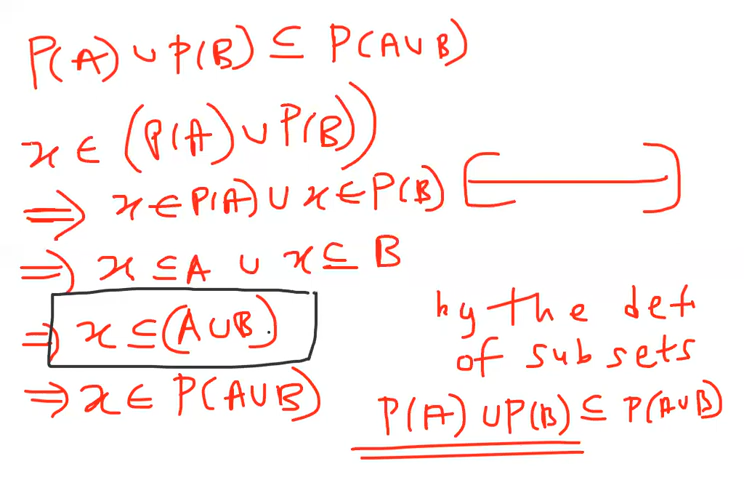 P(A) ∪ P(B) ⊆ P(A∪B)
x ∈ (P(A) ∪ P(B))
⇒ x ∈ P(A) ∪ x ∈ P(B)
⇒ x ⊆ A ∪ x ⊆ B
⇒ x ⊆ (A∪B)
⇒ x ∈ P(A∪B)
by the def
of subsets
P(A) ∪ P(B) ⊆ P(A∪B)